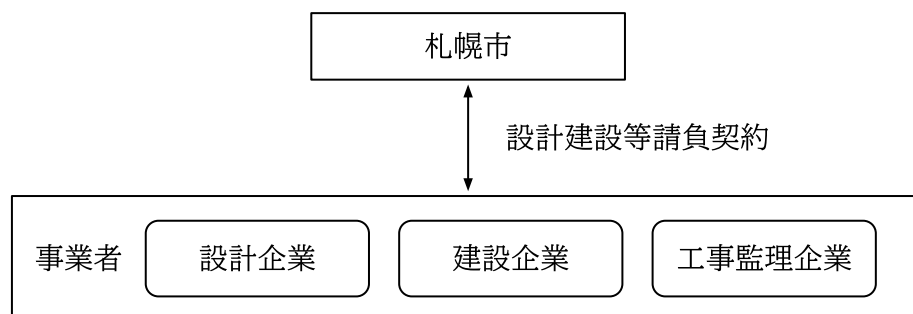 札幌市
設計建設等請負契約
事業者
設計企業
建設企業
工事監理企業